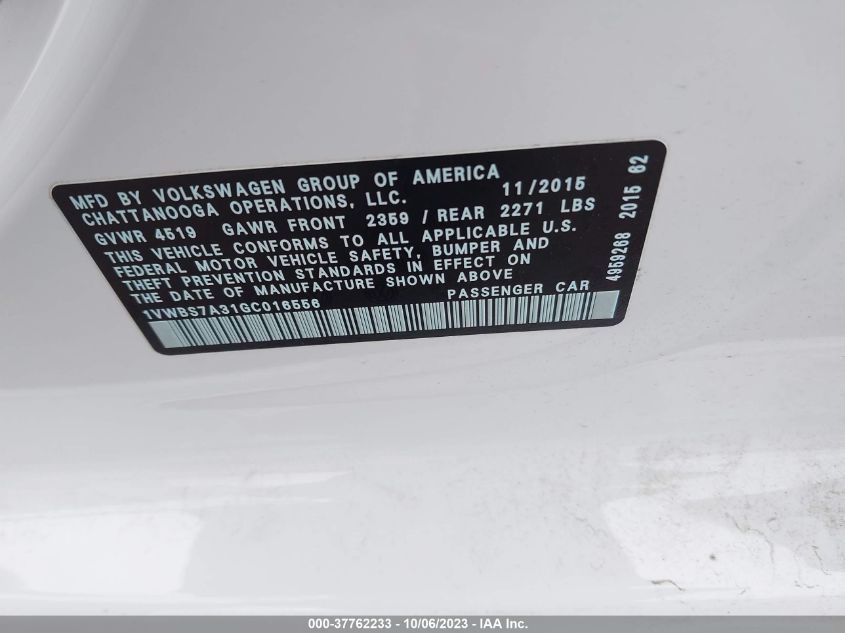 MFD BY VOLKSWAGEN GROUP OF AMERICA
CHATTANOOGA OPERATIONS, LLC. 11/2015
GVWR 4519 GAWR FRONT 2359 / REAR 2271 LBS
THIS VEHICLE CONFORMS TO ALL APPLICABLE U.S.
FEDERAL MOTOR VEHICLE SAFETY, BUMPER AND
THEFT PREVENTION STANDARDS IN EFFECT ON
THE DATE OF MANUFACTURE SHOWN ABOVE
1VWBS7A31GC016556 PASSENGER CAR
4959268 2015 62
000-37762233 - 10/06/2023 - IAA Inc.